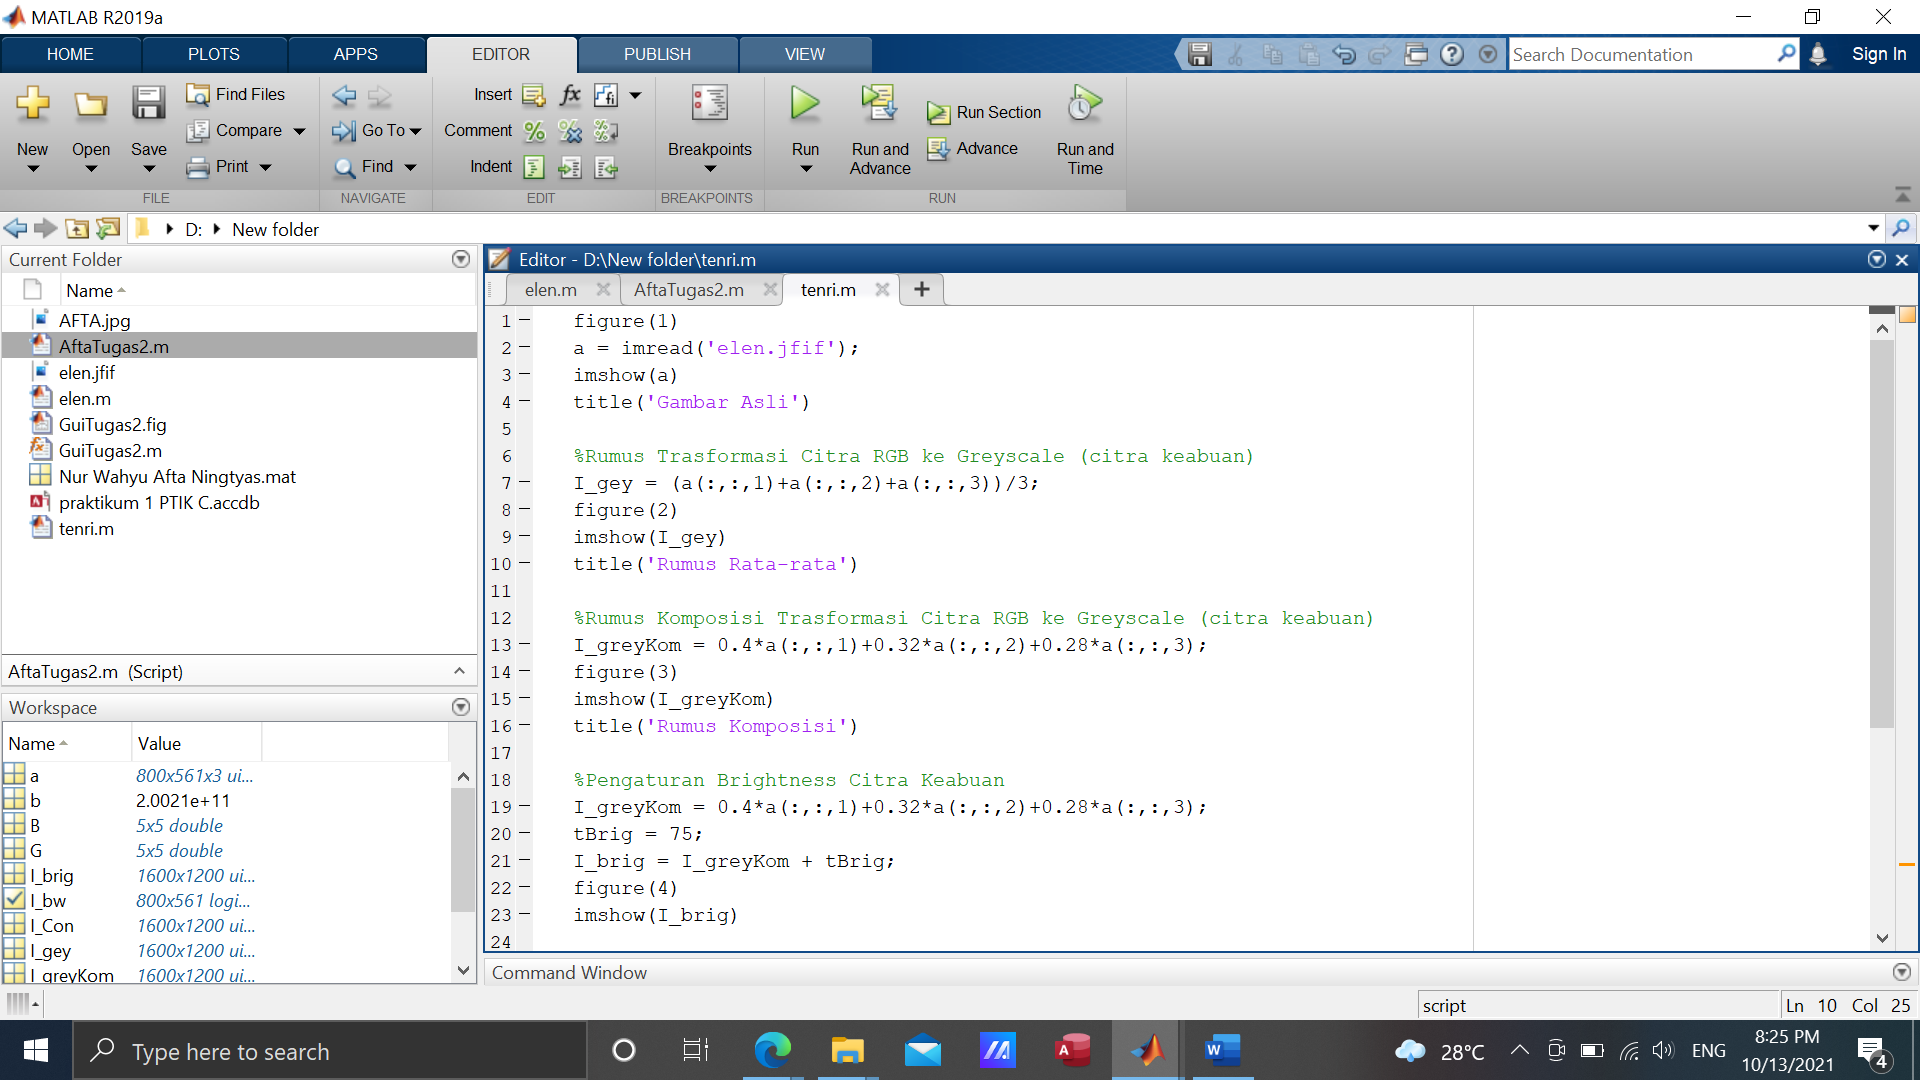 MATLAB R2019a
HOME PLOTS APPS EDITOR PUBLISH VIEW
Search Documentation
Sign In
New
Open
Save
Find Files
Compare
Print
FILE
Go To
Find
NAVIGATE
Insert
Comment
Indent
EDIT
Breakpoints
BREAKPOINTS
Run
Run and Advance
Run Section
Advance
Run and Time
RUN
D: New folder
Current Folder
Name
AFTA.jpg
AftaTugas2.m
elen.jfif
elen.m
GuiTugas2.fig
GuiTugas2.m
Nur Wahyu Afta Ningtyas.mat
praktikum 1 PTIK C.accdb
tenri.m
AftaTugas2.m (Script)
Workspace
Name Value
a 800x561x3 ui...
b 2.0021e+11
B 5x5 double
G 5x5 double
I_brig 1600x1200 ui...
I_bw 800x561 logi...
I_Con 1600x1200 ui...
I_gey 1600x1200 ui...
I_greyKom 1600x1200 ui...
Editor - D:\New folder\tenri.m
elen.m AftaTugas2.m tenri.m
1 figure(1)
2 a = imread('elen.jfif');
3 imshow(a)
4 title('Gambar Asli')
5
6 %Rumus Trasformasi Citra RGB ke Greyscale (citra keabuan)
7 I_gey = (a(:,:,1)+a(:,:,2)+a(:,:,3))/3;
8 figure(2)
9 imshow(I_gey)
10 title('Rumus Rata-rata')
11
12 %Rumus Komposisi Trasformasi Citra RGB ke Greyscale (citra keabuan)
13 I_greyKom = 0.4*a(:,:,1)+0.32*a(:,:,2)+0.28*a(:,:,3);
14 figure(3)
15 imshow(I_greyKom)
16 title('Rumus Komposisi')
17
18 %Pengaturan Brightness Citra Keabuan
19 I_greyKom = 0.4*a(:,:,1)+0.32*a(:,:,2)+0.28*a(:,:,3);
20 tBrig = 75;
21 I_brig = I_greyKom + tBrig;
22 figure(4)
23 imshow(I_brig)
24
Command Window
script
Ln 10 Col 25
Type here to search
28°C
ENG
8:25 PM
10/13/2021
4